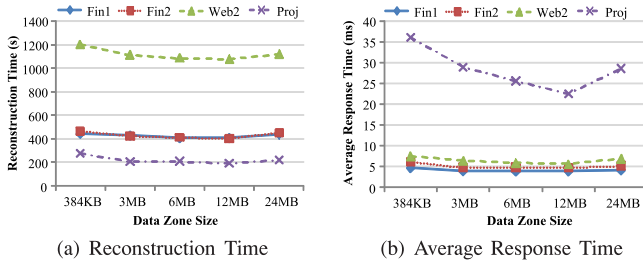 Fin1 Fin2 Web2 Proj
Reconstruction Time (s)
1400
1200
1000
800
600
400
200
0
384KB 3MB 6MB 12MB 24MB
Data Zone Size
(a) Reconstruction Time
Fin1 Fin2 Web2 Proj
Average Response Time (ms)
40
35
30
25
20
15
10
5
0
384KB 3MB 6MB 12MB 24MB
Data Zone Size
(b) Average Response Time